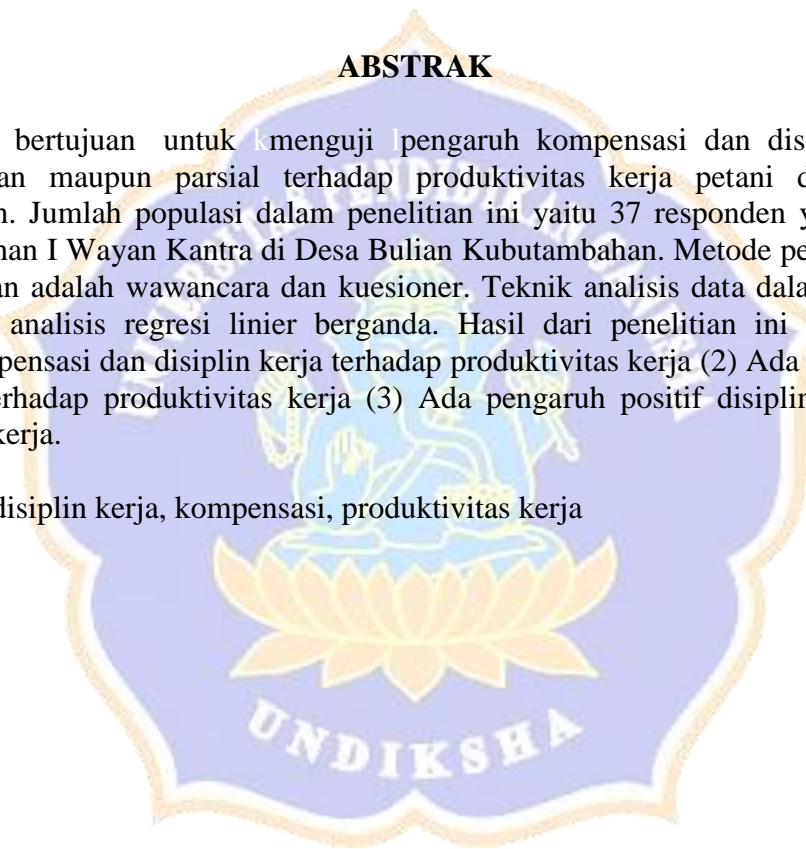 ABSTRAK
bertujuan untuk kmenguji lpengaruh kompensasi dan dis
an maupun parsial terhadap produktivitas kerja petani d
n. Jumlah populasi dalam penelitian ini yaitu 37 responden y
nan I Wayan Kantra di Desa Bulian Kubutambahan. Metode pe
an adalah wawancara dan kuesioner. Teknik analisis data dala
analisis regresi linier berganda. Hasil dari penelitian ini
pensasi dan disiplin kerja terhadap produktivitas kerja (2) Ada
erhadap produktivitas kerja (3) Ada pengaruh positif disiplin
kerja.
disiplin kerja, kompensasi, produktivitas kerja
UNIVERSITAS PENDIDIKAN GANESHA
UNDIKSHA